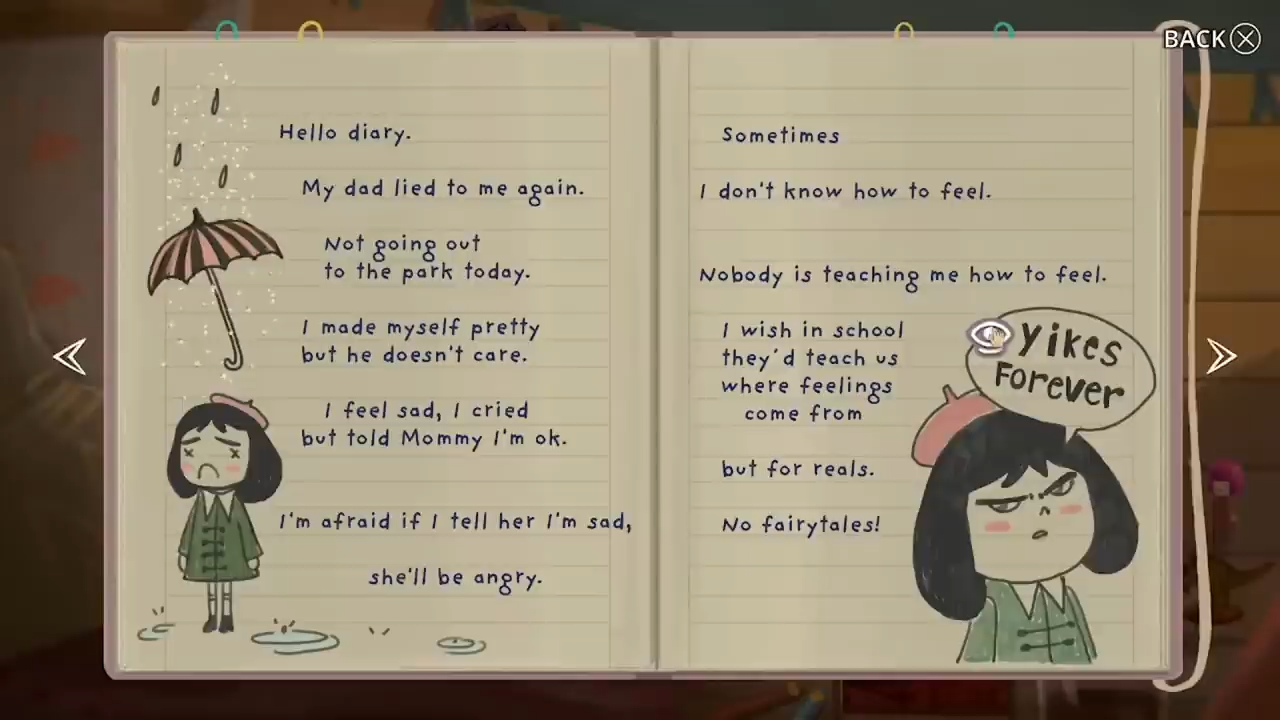 BACK
Hello diary.
My dad lied to me again.
Not going out
to the park today.
I made myself pretty
but he doesn't care.
I feel sad, I cried
but told Mommy I'm ok.
I'm afraid if I tell her I'm sad,
she'll be angry.
Sometimes
I don't know how to feel.
Nobody is teaching me how to feel.
I wish in school
they'd teach us
where feelings
come from
but for reals.
No fairytales!
Yikes
Forever